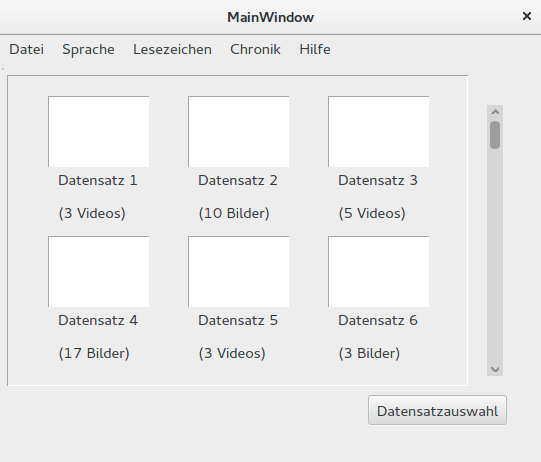 MainWindow
Datei Sprache Lesezeichen Chronik Hilfe
Datensatz 1 Datensatz 2 Datensatz 3
(3 Videos) (10 Bilder) (5 Videos)
Datensatz 4 Datensatz 5 Datensatz 6
(17 Bilder) (3 Videos) (3 Bilder)
Datensatzauswahl